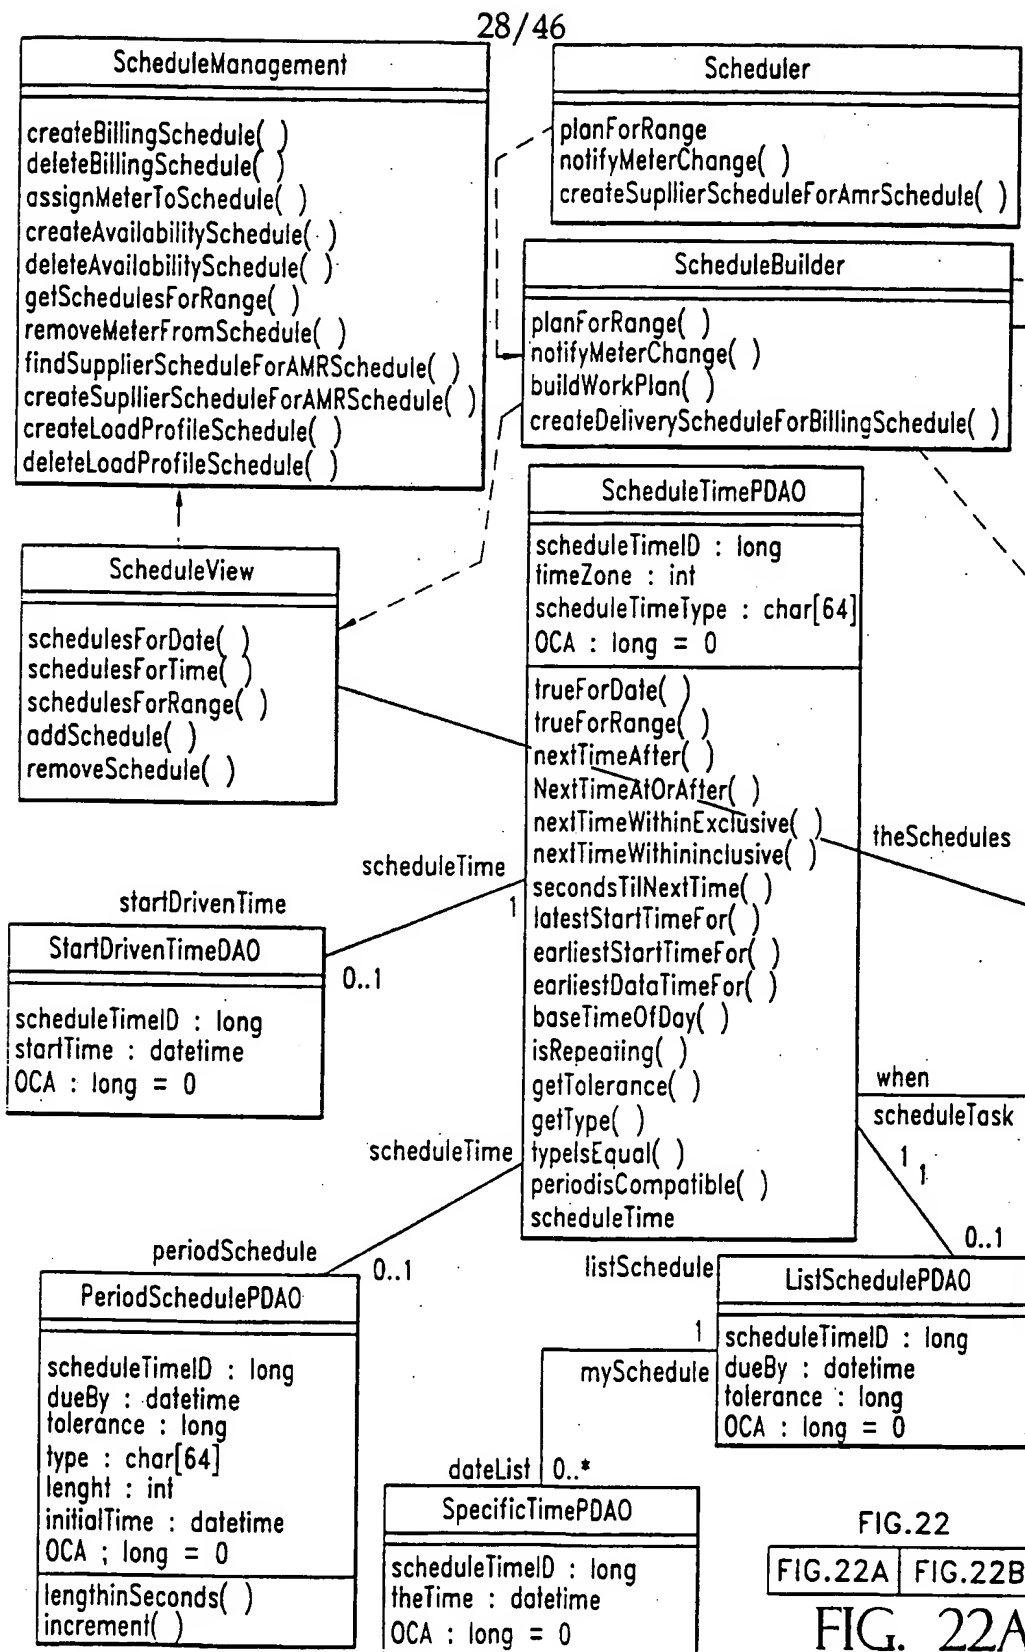 28/46
ScheduleManagement
createBillingSchedule( )
deleteBillingSchedule( )
assignMeterToSchedule( )
createAvailabilitySchedule( )
deleteAvailabilitySchedule( )
getSchedulesForRange( )
removeMeterFromSchedule( )
findSupplierScheduleForAMRSchedule( )
createSupllierScheduleForAMRSchedule( )
createLoadProfileSchedule( )
deleteLoadProfileSchedule( )
Scheduler
planForRange
notifyMeterChange( )
createSupllierScheduleForAmrSchedule( )
ScheduleBuilder
planForRange( )
notifyMeterChange( )
buildWorkPlan( )
createDeliveryScheduleForBillingSchedule( )
ScheduleView
schedulesForDate( )
schedulesForTime( )
schedulesForRange( )
addSchedule( )
removeSchedule( )
ScheduleTimePDAO
scheduleTimeID : long
timeZone : int
scheduleTimeType : char[64]
OCA : long = 0
trueForDate( )
trueForRange( )
nextTimeAfter( )
NextTimeAtOrAfter( )
nextTimeWithinExclusive( )
nextTimeWithininclusive( )
secondsTilNextTime( )
latestStartTimeFor( )
earliestStartTimeFor( )
earliestDataTimeFor( )
baseTimeOfDay( )
isRepeating( )
getTolerance( )
getType( )
typeIsEqual( )
periodisCompatible( )
scheduleTime
theSchedules
scheduleTime
1
startDrivenTime
0..1
StartDrivenTimeDAO
scheduleTimeID : long
startTime : datetime
OCA : long = 0
when
scheduleTask
1
1
0..1
scheduleTime
periodSchedule
0..1
PeriodSchedulePDAO
scheduleTimeID : long
dueBy : datetime
tolerance : long
type : char[64]
lenght : int
initialTime : datetime
OCA ; long = 0
lengthinSeconds( )
increment( )
listSchedule
ListSchedulePDAO
scheduleTimeID : long
dueBy : datetime
tolerance : long
OCA : long = 0
1
mySchedule
dateList
0..*
SpecificTimePDAO
scheduleTimeID : long
theTime : datetime
OCA : long = 0
FIG.22
FIG.22A FIG.22B
FIG. 22A